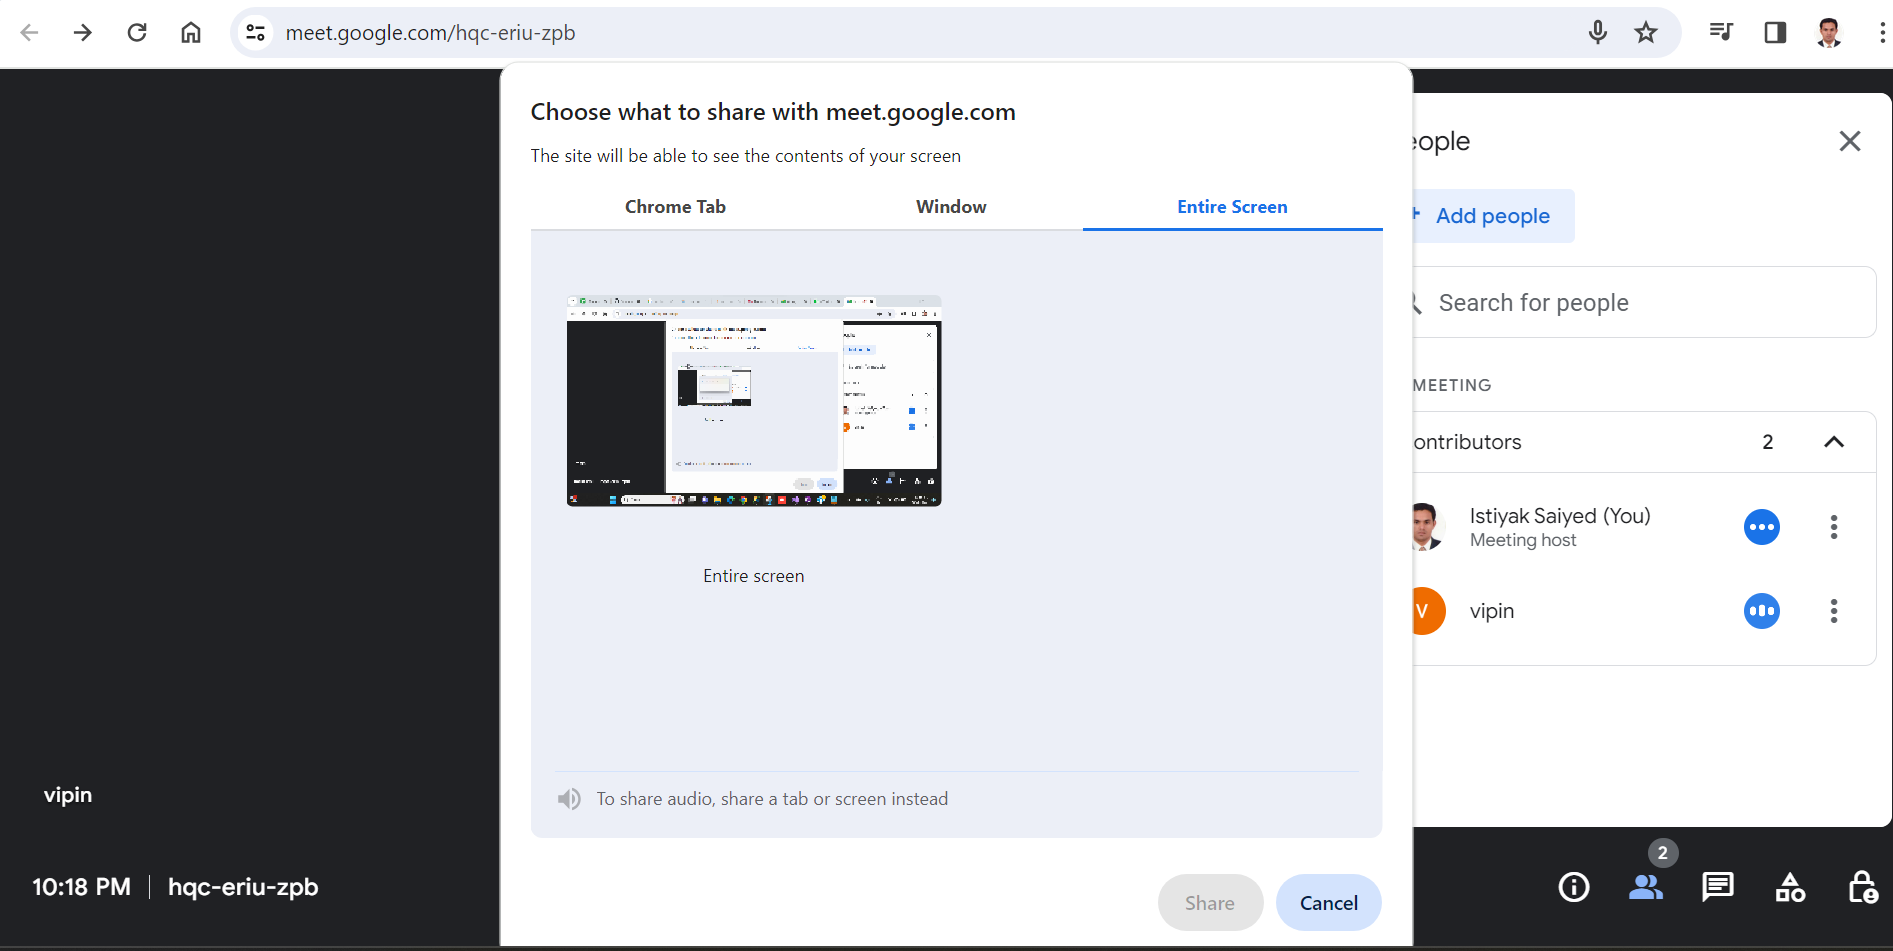 meet.google.com/hqc-eriu-zpb
Choose what to share with meet.google.com
The site will be able to see the contents of your screen
Chrome Tab
Window
Entire Screen
Entire screen
To share audio, share a tab or screen instead
Share
Cancel
eople
Add people
Search for people
MEETING
ontributors
2
Istiyak Saiyed (You)
Meeting host
V
vipin
vipin
10:18 PM
hqc-eriu-zpb
2